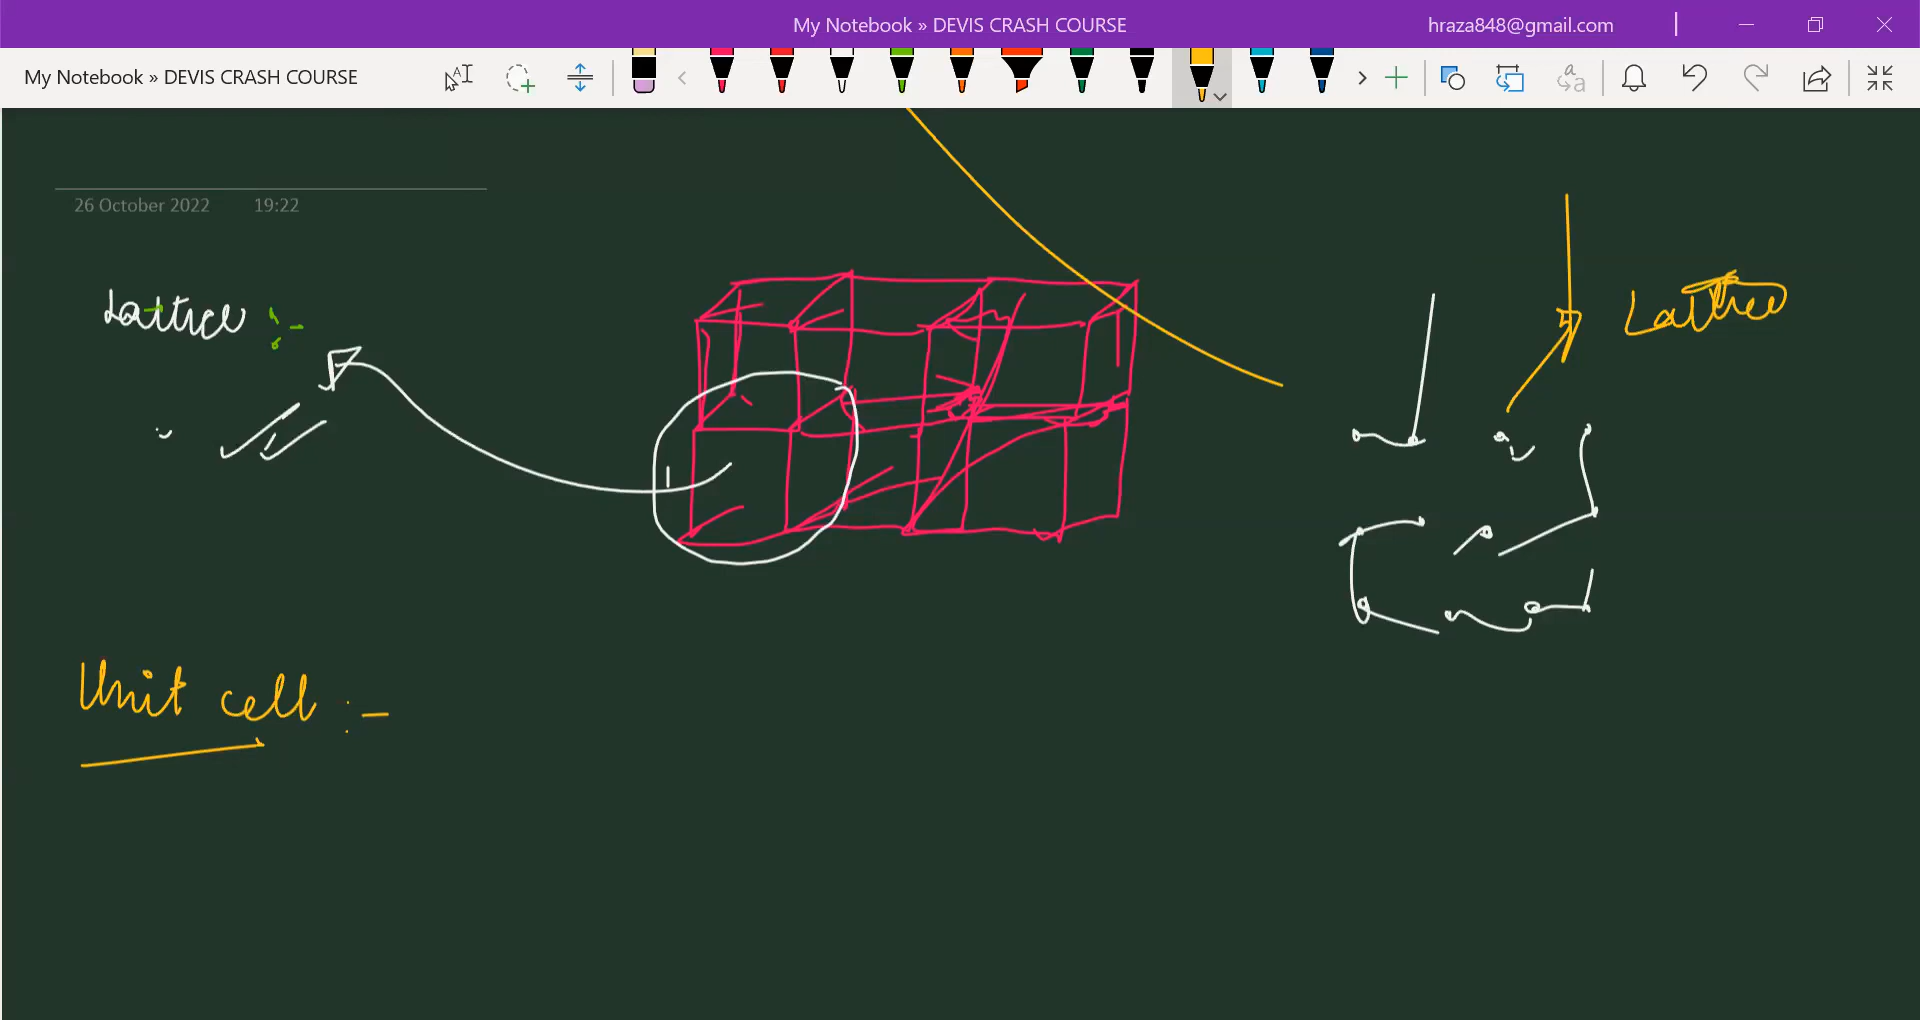 My Notebook » DEVIS CRASH COURSE
hraza848@gmail.com
My Notebook » DEVIS CRASH COURSE
26 October 2022 19:22
Lattice :-
Lattice
Unit cell :-